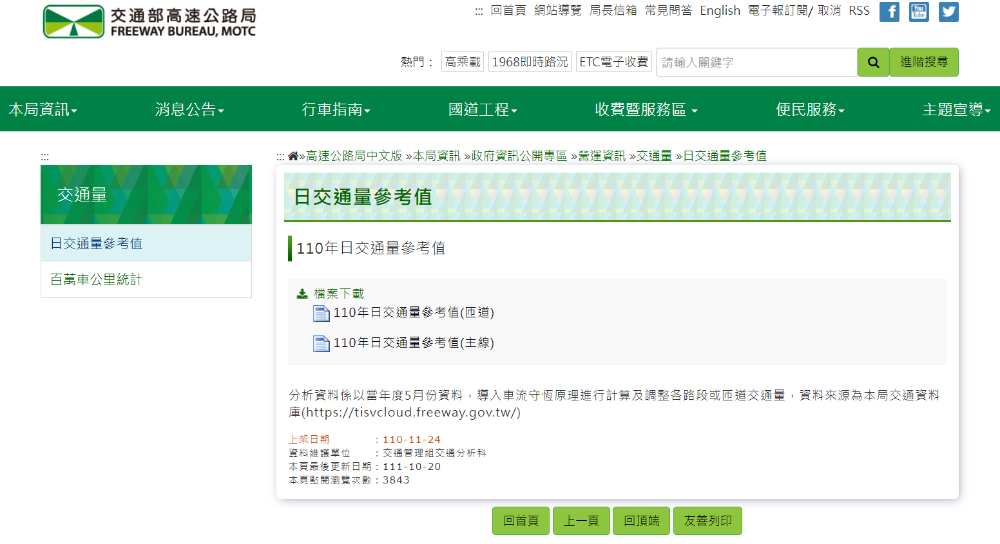 交通部高速公路局
FREEWAY BUREAU, MOTC
::: 回首頁 網站導覽 局長信箱 常見問答 English 電子報訂閱/ 取消 RSS
You Tube
熱門： 高乘載 1968即時路況 ETC電子收費 請輸入關鍵字 進階搜尋
本局資訊 消息公告 行車指南 國道工程 收費暨服務區 便民服務 主題宣導
:::
交通量
日交通量參考值
百萬車公里統計
::: »高速公路局中文版 »本局資訊 »政府資訊公開專區 »營運資訊 »交通量 »日交通量參考值
日交通量參考值
110年日交通量參考值
檔案下載
110年日交通量參考值(匝道)
110年日交通量參考值(主線)
分析資料係以當年度5月份資料，導入車流守恆原理進行計算及調整各路段或匝道交通量，資料來源為本局交通資料
庫(https://tisvcloud.freeway.gov.tw/)
上架日期：110-11-24
資料維護單位：交通管理組交通分析科
本頁最後更新日期：111-10-20
本頁點閱瀏覽次數：3843
回首頁 上一頁 回頂端 友善列印